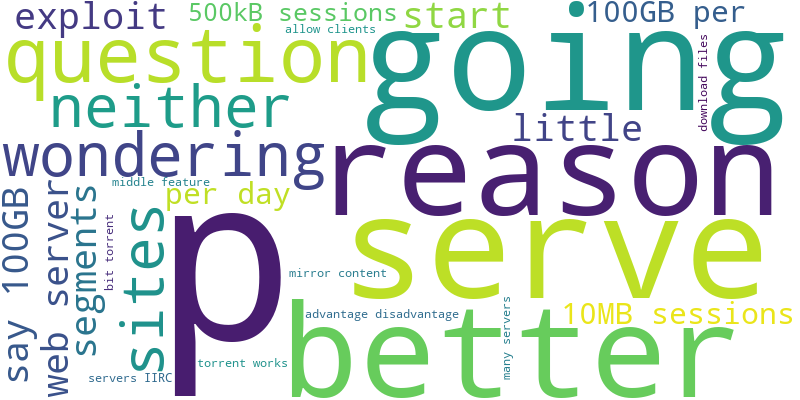 exploit
500kB sessions
start
100GB per
allow clients
question
going
download files
neither
little
wondering
reason
middle feature
per day
say 100GB
web server
segments
bit torrent
sites
p
serve
mirror content
better
advantage disadvantage
many servers
10MB sessions
torrent works
servers IIRC